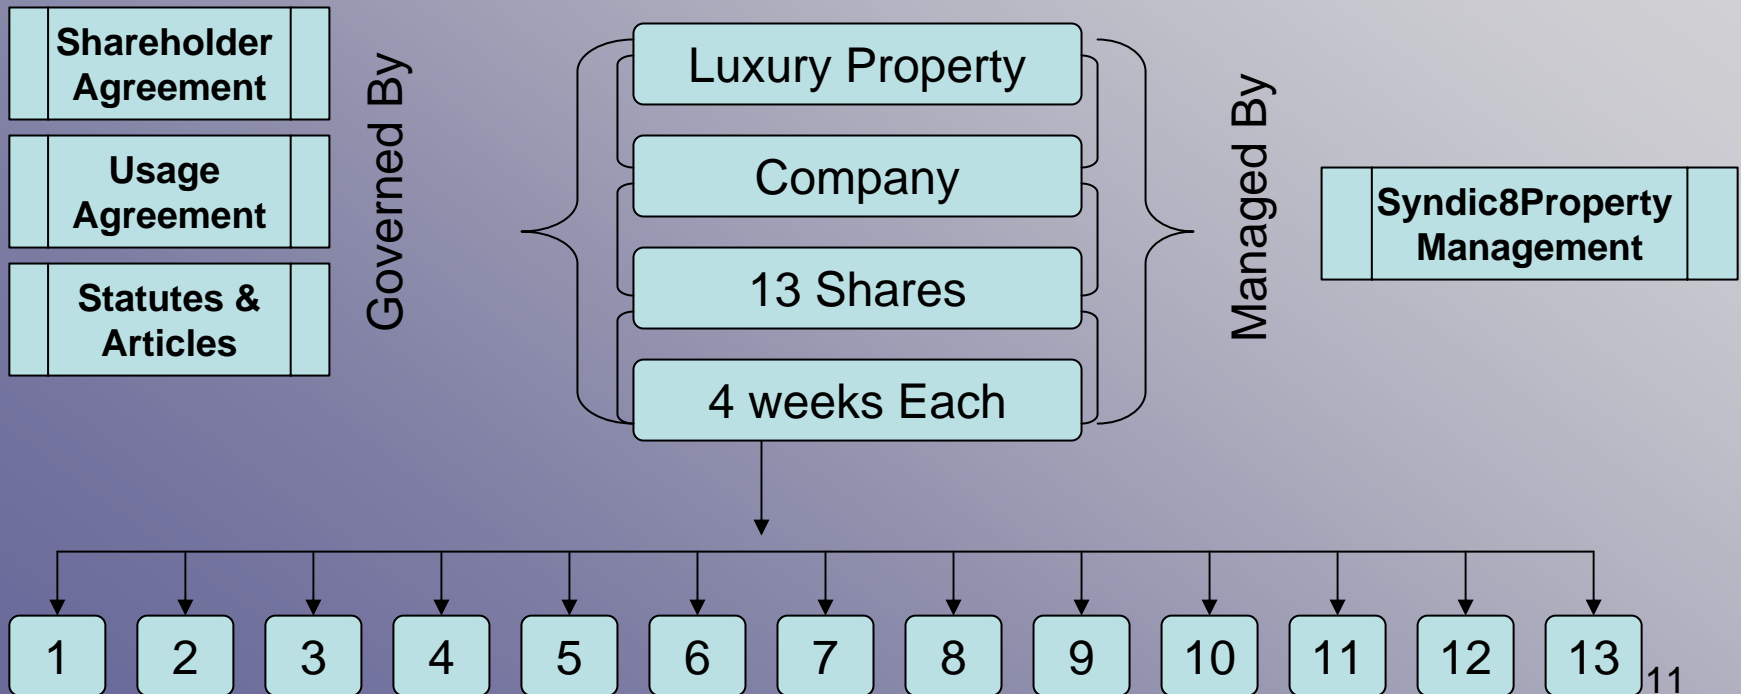 Shareholder
Agreement
Usage
Agreement
Statutes &
Articles
Governed By
Luxury Property
Company
13 Shares
4 weeks Each
Managed By
Syndic8Property
Management
1 2 3 4 5 6 7 8 9 10 11 12 13
11